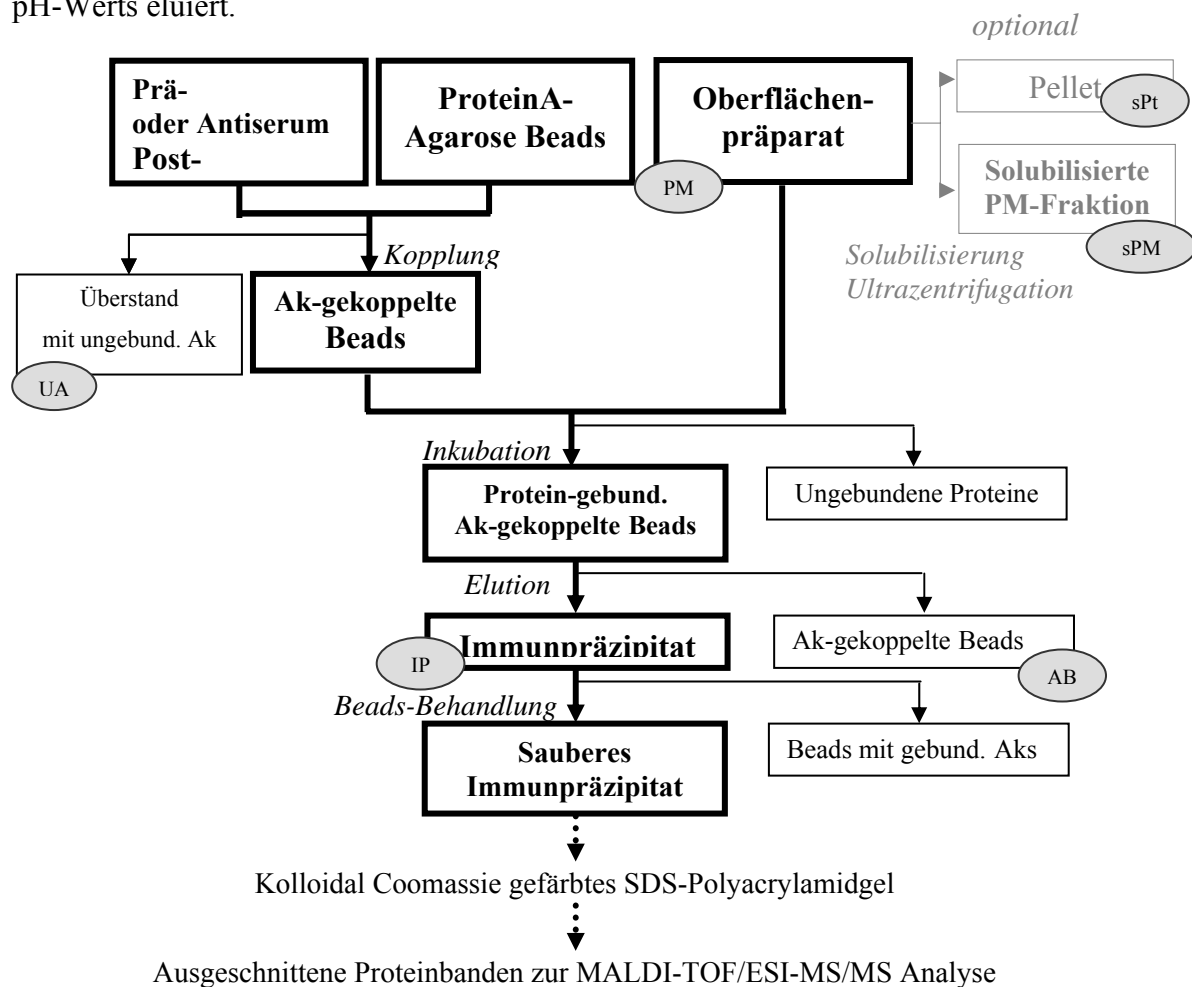 pH-Werts eluiert.
optional
Prä-
oder Antiserum
Post-
ProteinA-
Agarose Beads
Oberflächen-
präparat
PM
Pellet
sPt
Solubilisierte
PM-Fraktion
sPM
Solubilisierung
Ultrazentrifugation
Kopplung
Überstand
mit ungebund. Ak
UA
Ak-gekoppelte
Beads
Inkubation
Protein-gebund.
Ak-gekoppelte Beads
Ungebundene Proteine
Elution
Immunpräzipitat
IP
Ak-gekoppelte Beads
AB
Beads-Behandlung
Sauberes
Immunpräzipitat
Beads mit gebund. Aks
Kolloidal Coomassie gefärbtes SDS-Polyacrylamidgel
Ausgeschnittene Proteinbanden zur MALDI-TOF/ESI-MS/MS Analyse